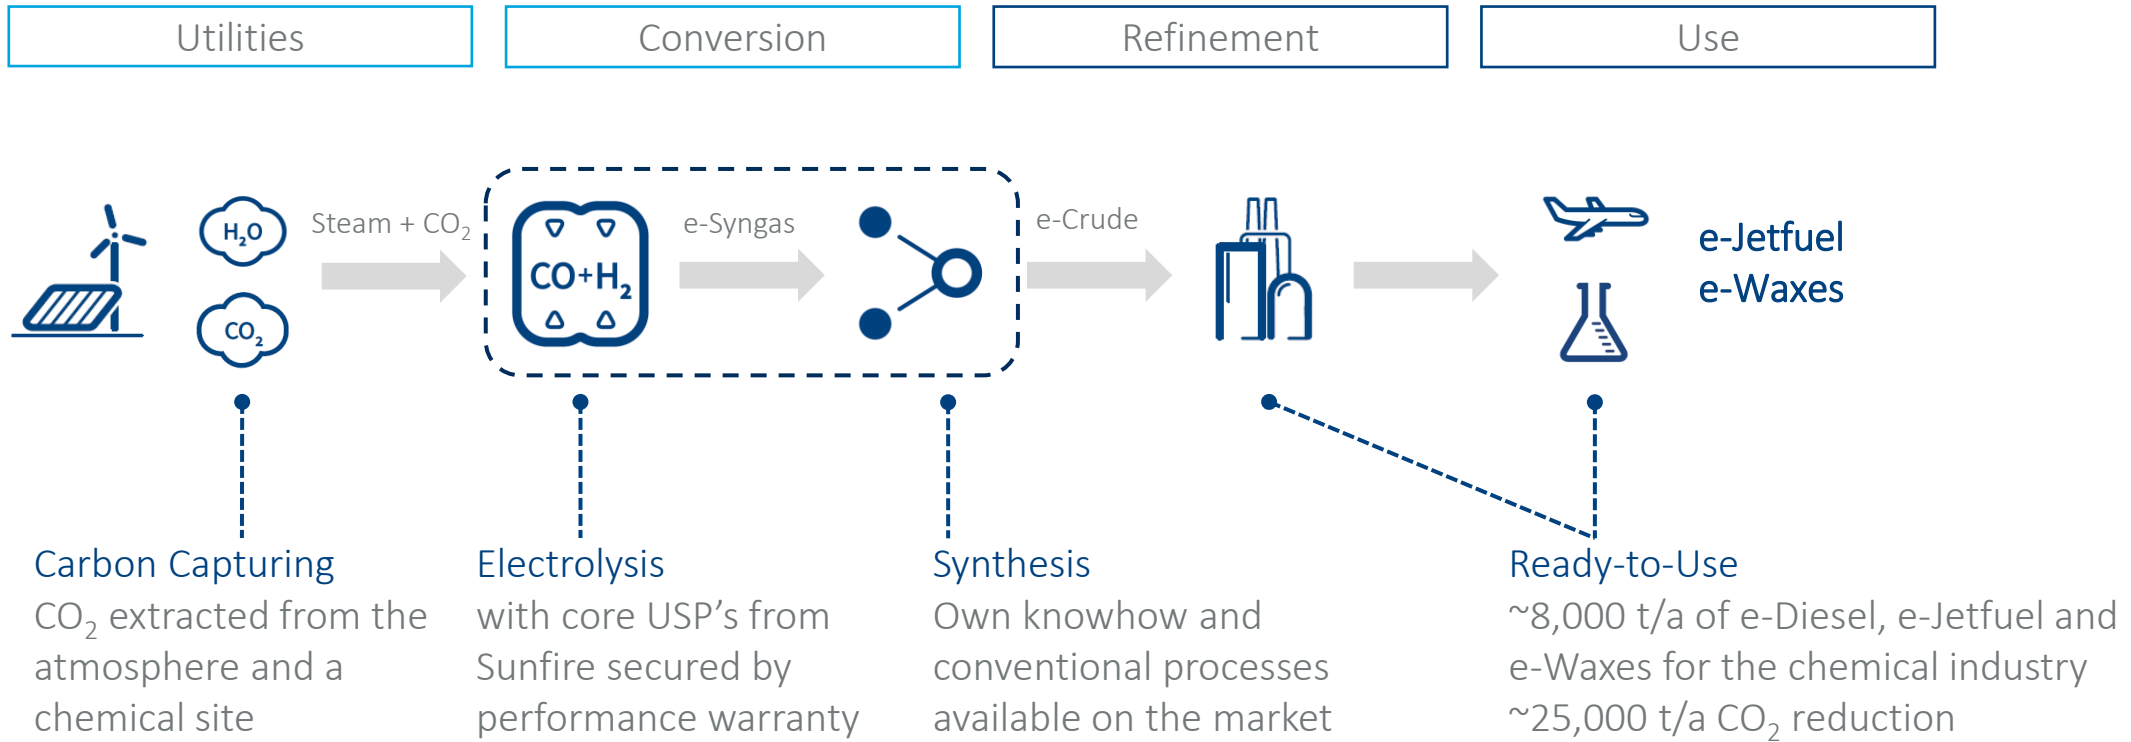 Utilities
Conversion
Refinement
Use
H₂O
CO₂
Steam + CO₂
CO+H₂
e-Syngas
e-Crude
e-Jetfuel
e-Waxes
Carbon Capturing
CO₂ extracted from the
atmosphere and a
chemical site
Electrolysis
with core USP’s from
Sunfire secured by
performance warranty
Synthesis
Own knowhow and
conventional processes
available on the market
Ready-to-Use
~8,000 t/a of e-Diesel, e-Jetfuel and
e-Waxes for the chemical industry
~25,000 t/a CO₂ reduction